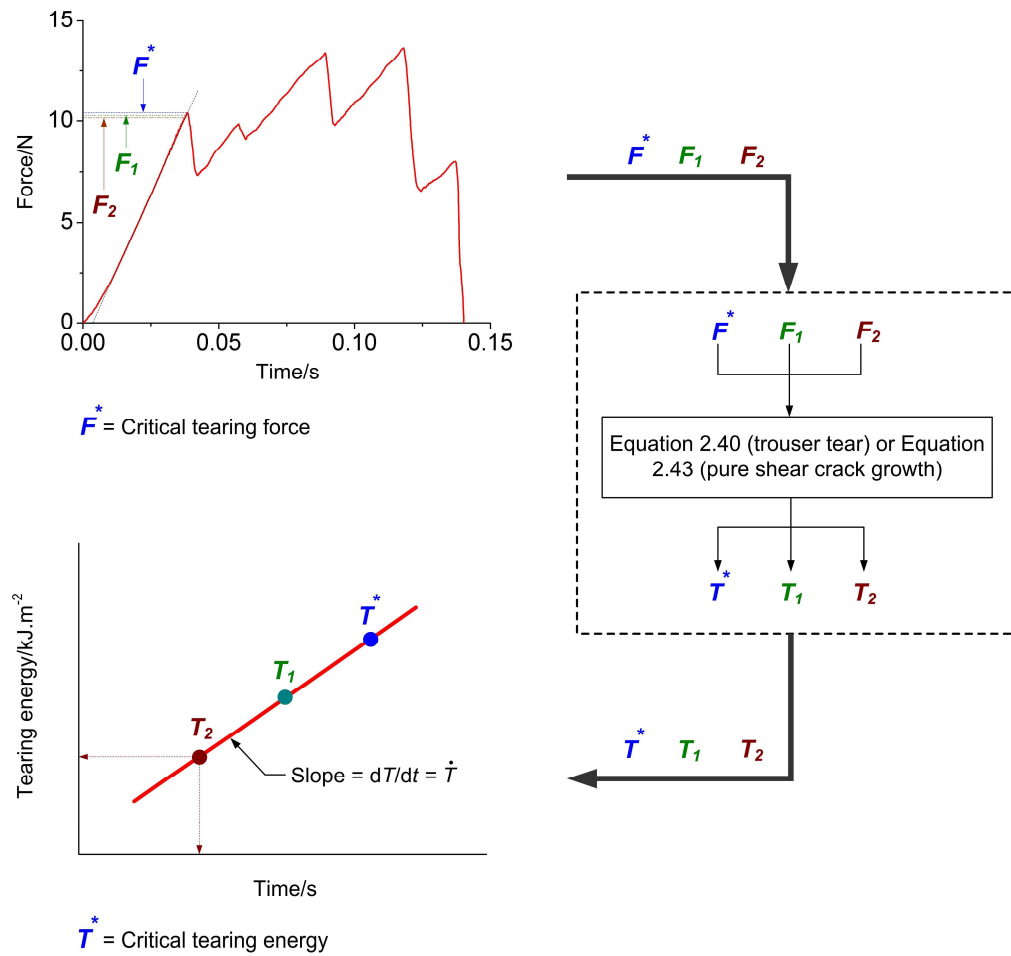 15
10
5
0
Force/N
F*
F1
F2
0.00
0.05
0.10
0.15
Time/s
F* = Critical tearing force
F* F1 F2
F* F1 F2
Equation 2.40 (trouser tear) or Equation
2.43 (pure shear crack growth)
T* T1 T2
T* T1 T2
Tearing energy/kJ.m-2
T*
T1
T2
Slope = dT/dt = Ṫ
Time/s
T* = Critical tearing energy